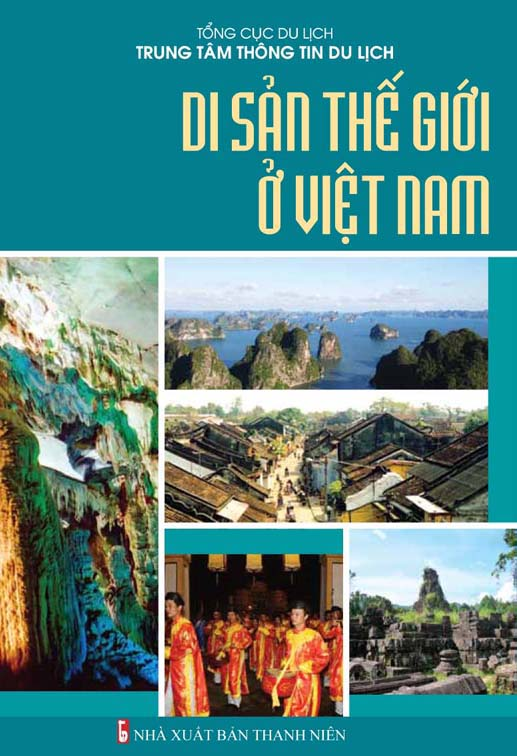 TỔNG CỤC DU LỊCH
TRUNG TÂM THÔNG TIN DU LỊCH
DI SẢN THẾ GIỚI
Ở VIỆT NAM
NHÀ XUẤT BẢN THANH NIÊN